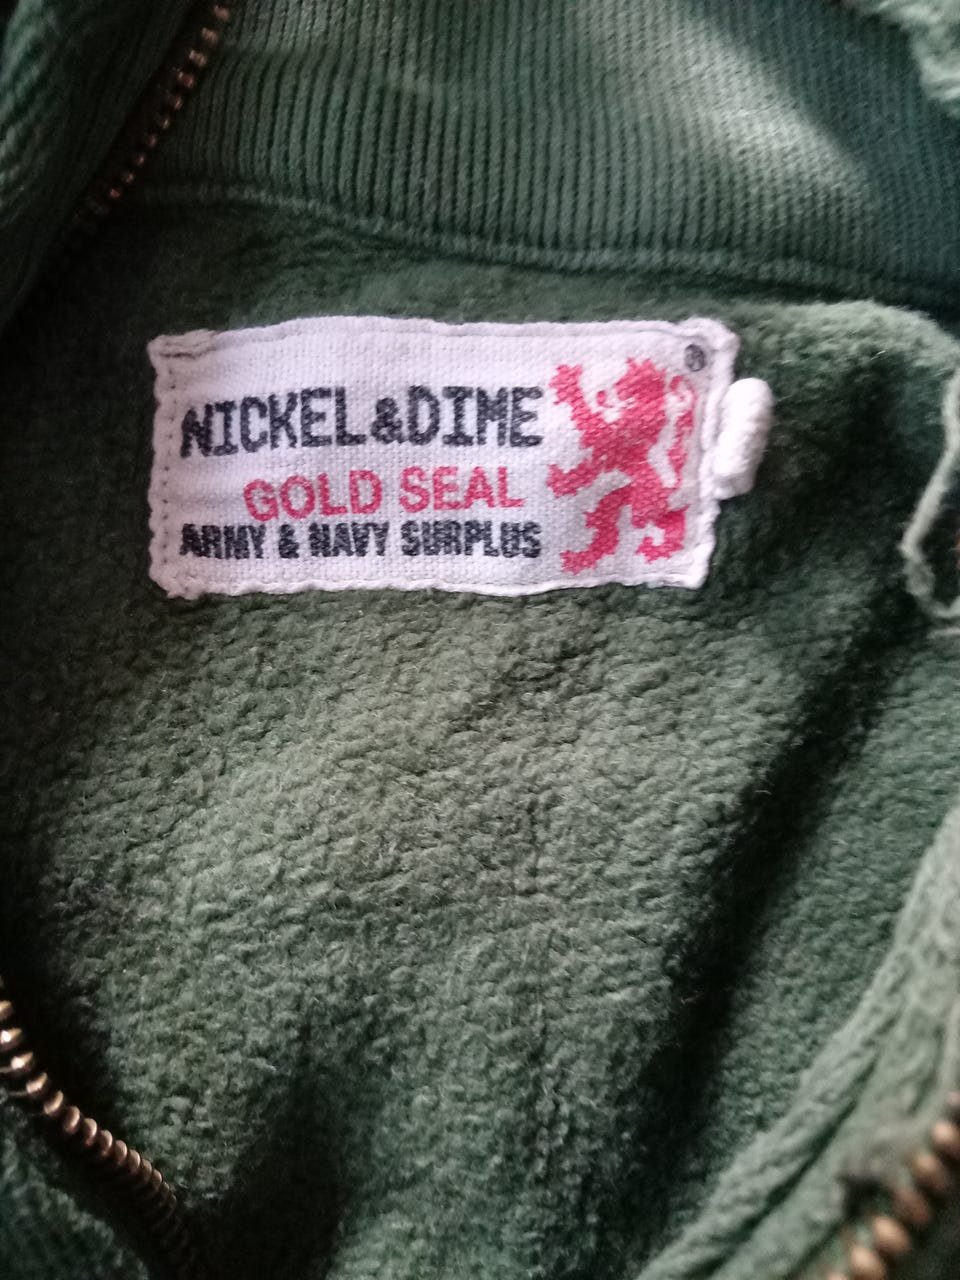 NICKEL&DIME ®
GOLD SEAL
ARMY & NAVY SURPLUS